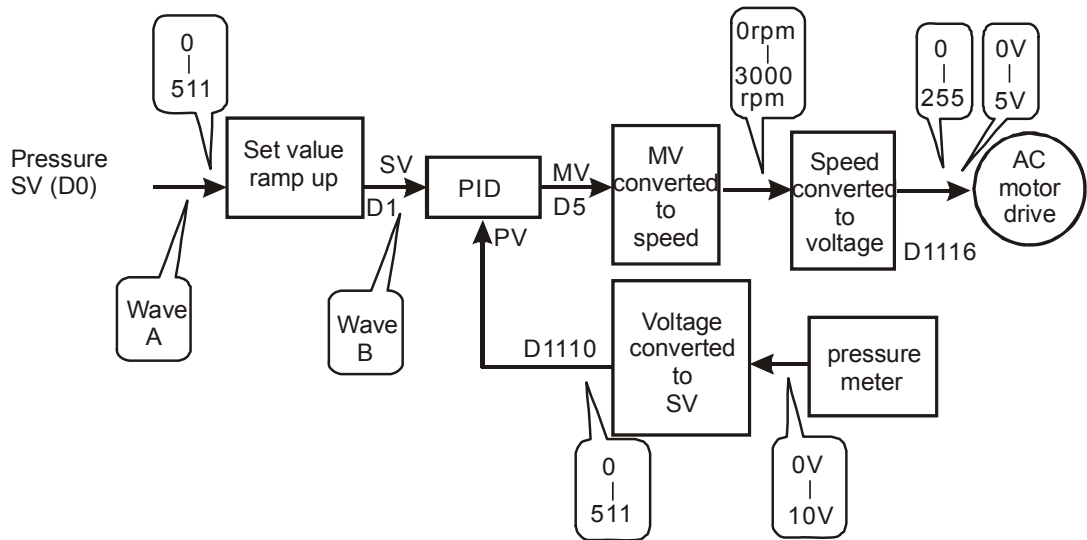 0
511
Pressure
SV (D0)
Wave
A
Set value
ramp up
SV
D1
Wave
B
PID
PV
MV
D5
MV
converted
to
speed
0rpm
3000
rpm
Speed
converted
to
voltage
0
255
0V
5V
D1116
AC
motor
drive
D1110
0
511
Voltage
converted
to
SV
0V
10V
pressure
meter